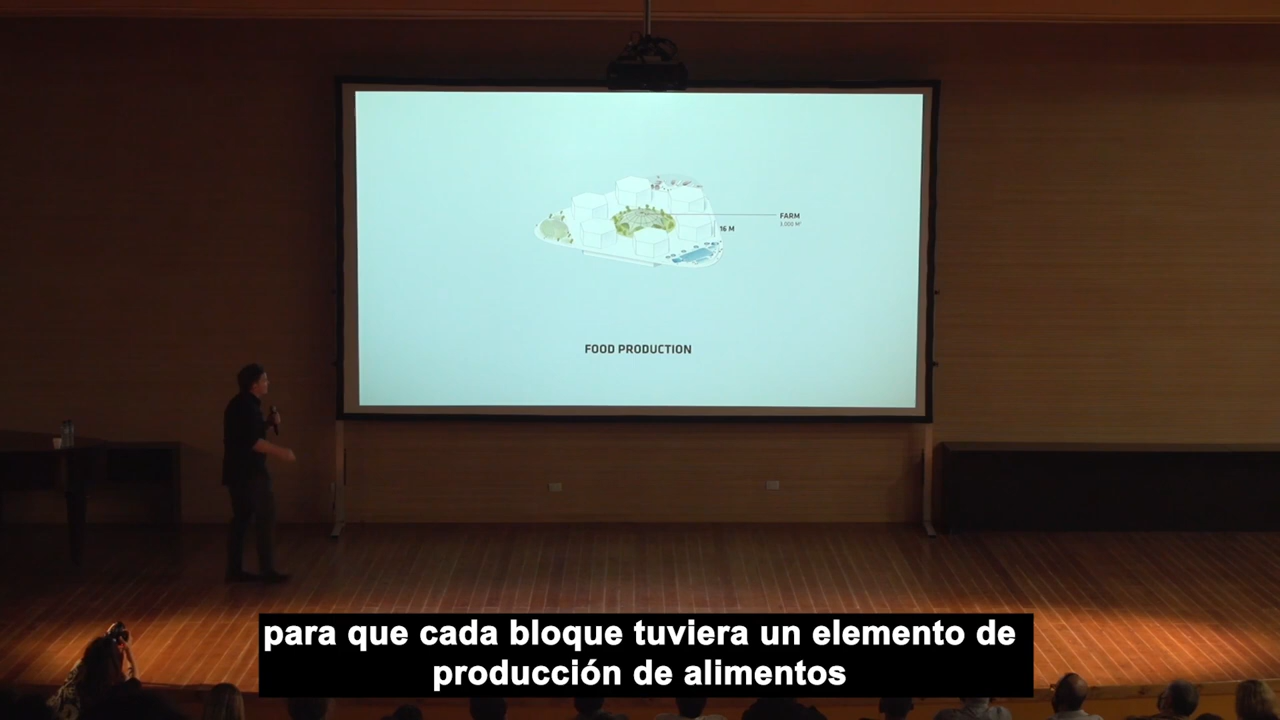 FARM
16 M
FOOD PRODUCTION
para que cada bloque tuviera un elemento de
producción de alimentos